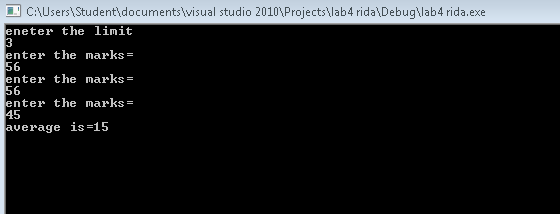 C:\Users\Student\documents\visual studio 2010\Projects\lab4 rida\Debug\lab4 rida.exe
eneter the limit
3
enter the marks=
56
enter the marks=
56
enter the marks=
45
average is=15